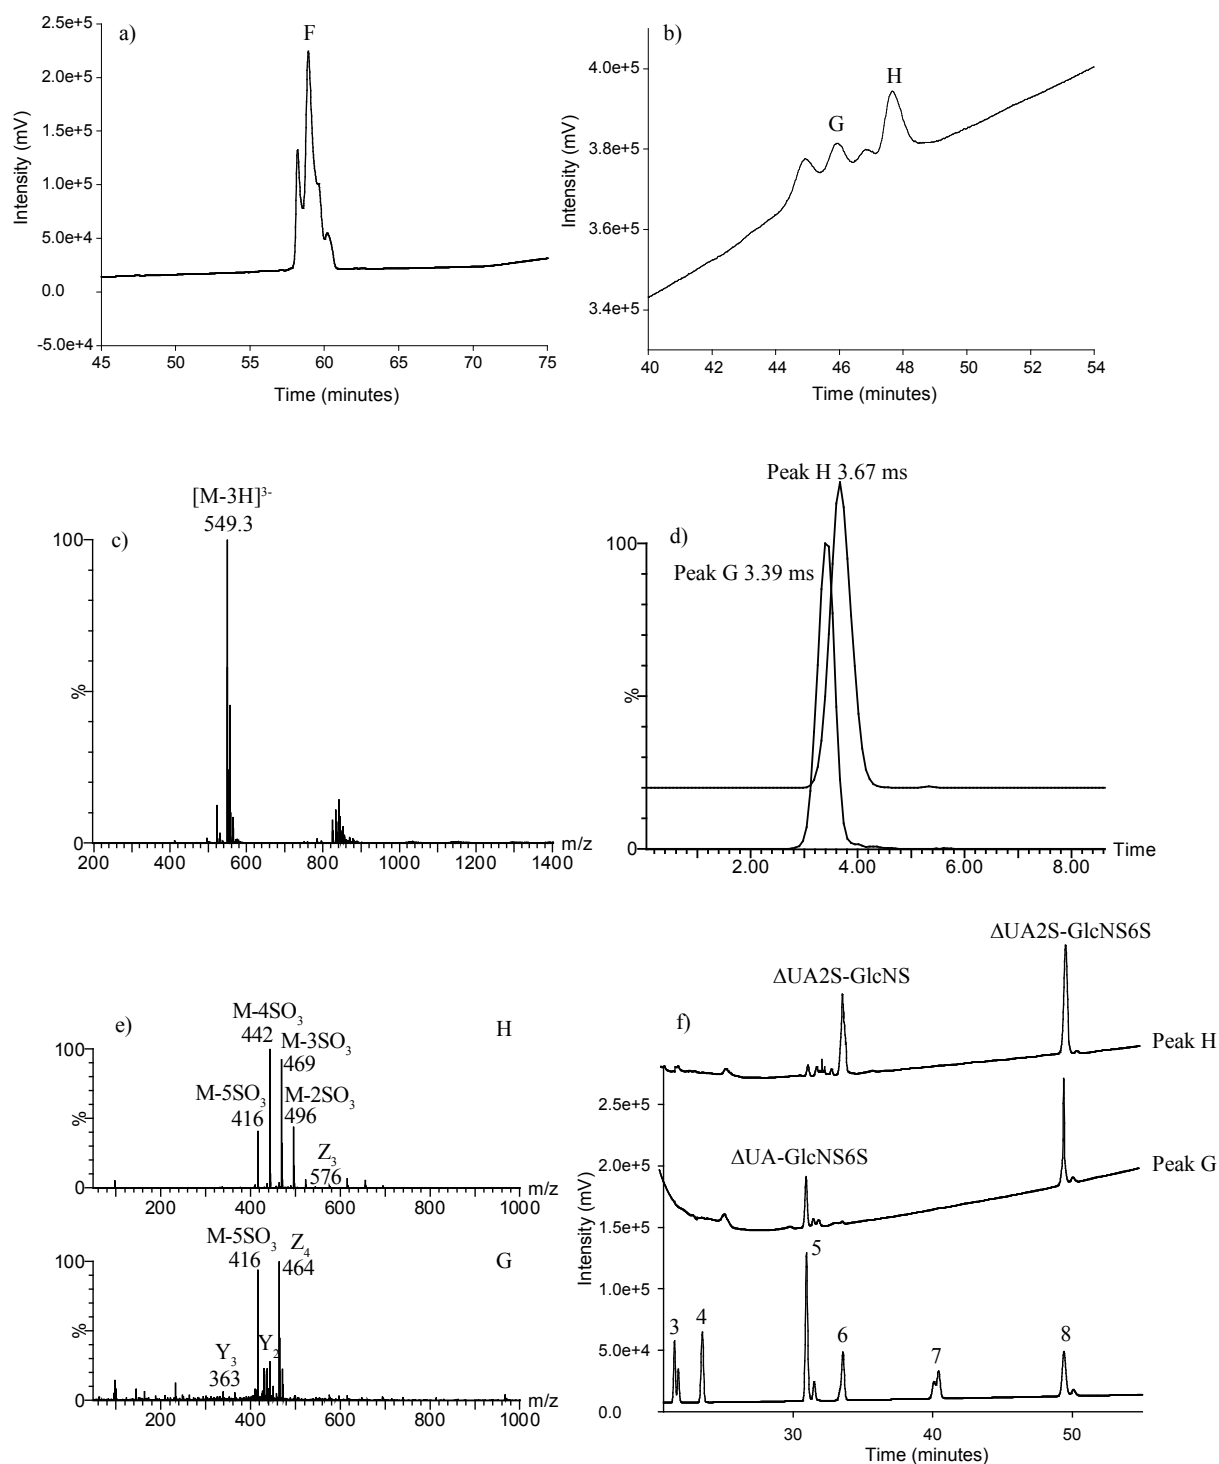 a)
F
2.5e+5
2.0e+5
1.5e+5
1.0e+5
5.0e+4
0.0
-5.0e+4
Intensity (mV)
45 50 55 60 65 70 75
Time (minutes)
b)
G
H
4.0e+5
3.8e+5
3.6e+5
3.4e+5
Intensity (mV)
40 42 44 46 48 50 52 54
Time (minutes)
c)
[M-3H]3-
549.3
100
%
0
200 400 600 800 1000 1200 1400
m/z
d)
Peak H 3.67 ms
Peak G 3.39 ms
100
%
0
2.00 4.00 6.00 8.00
Time
e)
H
M-4SO3
442
M-3SO3
469
M-5SO3
416
M-2SO3
496
Z3
576
100
%
0
200 400 600 800 1000
m/z
G
M-5SO3
416
Z4
464
Y3
363
Y2
100
%
0
200 400 600 800 1000
m/z
f)
ΔUA2S-GlcNS6S
ΔUA2S-GlcNS
Peak H
ΔUA-GlcNS6S
Peak G
3 4 5 6 7 8
2.5e+5
2.0e+5
1.5e+5
1.0e+5
5.0e+4
0.0
Intensity (mV)
30 40 50
Time (minutes)